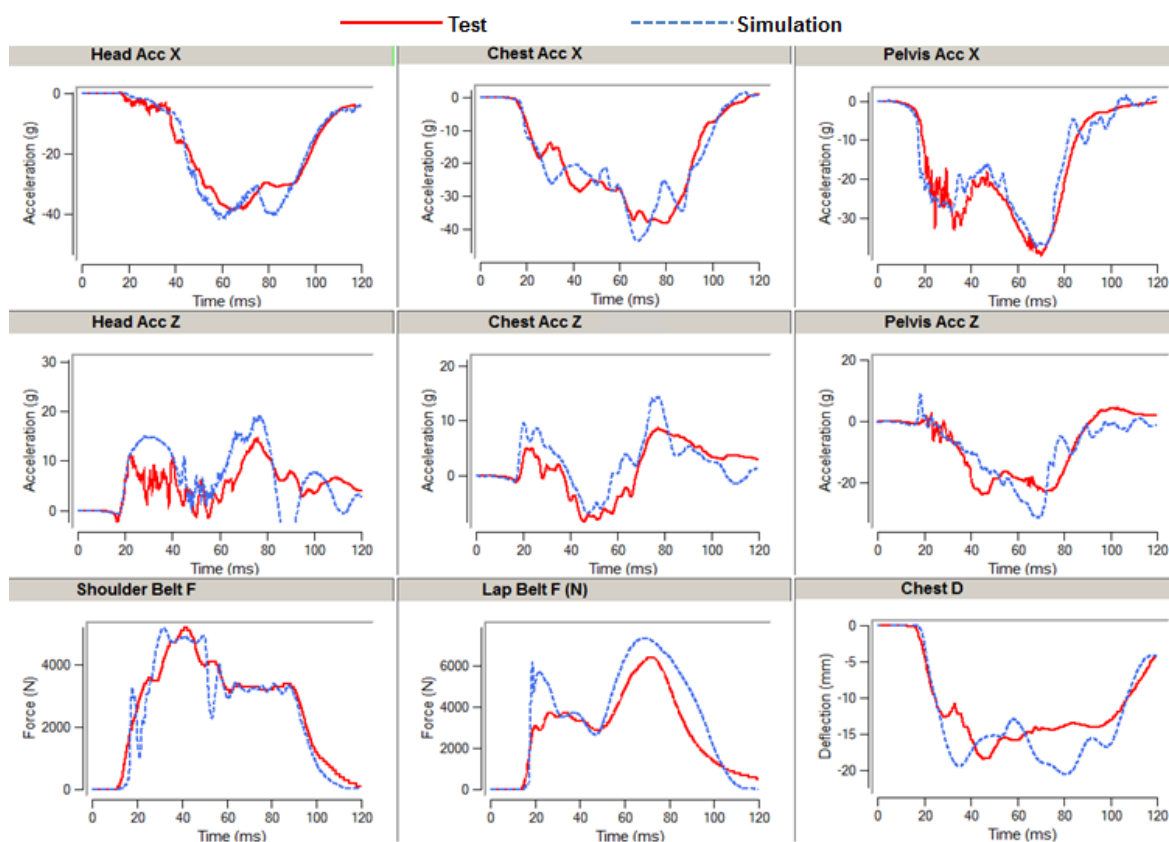 Test Simulation
Head Acc X
Chest Acc X
Pelvis Acc X
Acceleration (g)
0
-20
-40
0 20 40 60 80 100 120
Time (ms)
Acceleration (g)
0
-10
-20
-30
-40
0 20 40 60 80 100 120
Time (ms)
Acceleration (g)
0
-10
-20
-30
0 20 40 60 80 100 120
Time (ms)
Head Acc Z
Chest Acc Z
Pelvis Acc Z
Acceleration (g)
30
20
10
0
0 20 40 60 80 100 120
Time (ms)
Acceleration (g)
20
10
0
0 20 40 60 80 100 120
Time (ms)
Acceleration (g)
20
0
-20
0 20 40 60 80 100 120
Time (ms)
Shoulder Belt F
Lap Belt F (N)
Chest D
Force (N)
4000
2000
0
0 20 40 60 80 100 120
Time (ms)
Force (N)
6000
4000
2000
0
0 20 40 60 80 100 120
Time (ms)
Deflection (mm)
0
-5
-10
-15
-20
0 20 40 60 80 100 120
Time (ms)